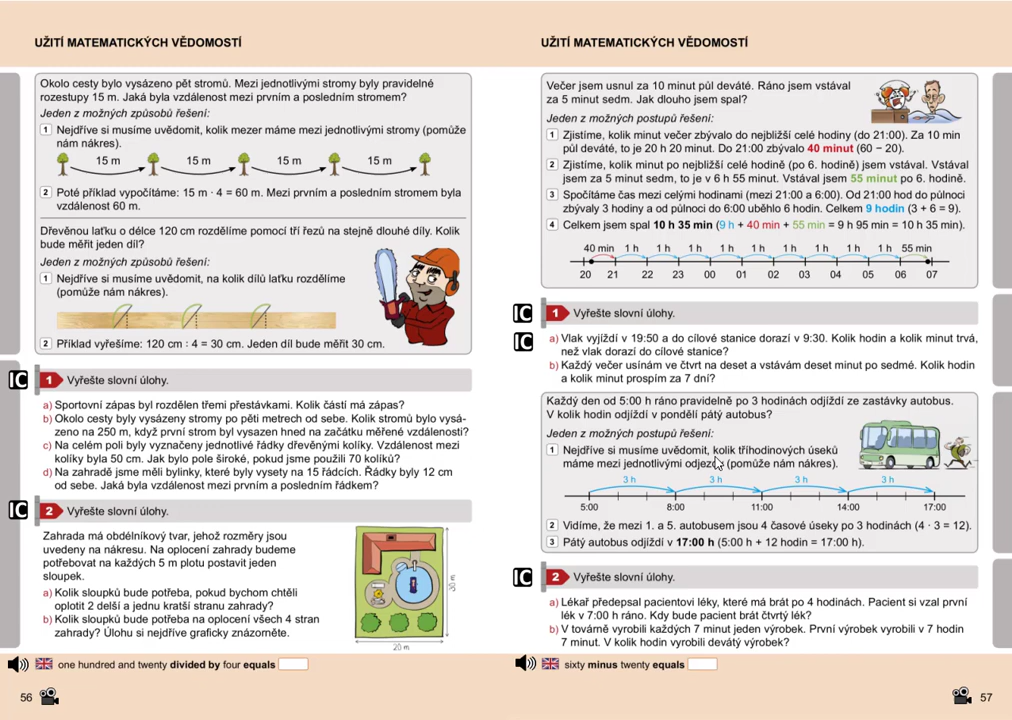 UŽITÍ MATEMATICKÝCH VĚDOMOSTÍ
Okolo cesty bylo vysázeno pět stromů. Mezi jednotlivými stromy byly pravidelné
rozestupy 15 m. Jaká byla vzdálenost mezi prvním a posledním stromem?
Jeden z možných způsobů řešení:
1 Nejdříve si musíme uvědomit, kolik mezer máme mezi jednotlivými stromy (pomůže
nám nákres).
15 m 15 m 15 m 15 m
2 Poté příklad vypočítáme: 15 m · 4 = 60 m. Mezi prvním a posledním stromem byla
vzdálenost 60 m.
Dřevěnou laťku o délce 120 cm rozdělíme pomocí tří řezů na stejně dlouhé díly. Kolik
bude měřit jeden díl?
Jeden z možných způsobů řešení:
1 Nejdříve si musíme uvědomit, na kolik dílů laťku rozdělíme
(pomůže nám nákres).
2 Příklad vyřešíme: 120 cm : 4 = 30 cm. Jeden díl bude měřit 30 cm.
IC 1 Vyřešte slovní úlohy.
a) Sportovní zápas byl rozdělen třemi přestávkami. Kolik částí má zápas?
b) Okolo cesty byly vysázeny stromy po pěti metrech od sebe. Kolik stromů bylo vysá-
zeno na 250 m, když první strom byl vysazen hned na začátku měřené vzdálenosti?
c) Na celém poli byly vyznačeny jednotlivé řádky dřevěnými kolíky. Vzdálenost mezi
kolíky byla 50 cm. Jak bylo pole široké, pokud jsme použili 70 kolíků?
d) Na zahradě jsme měli bylinky, které byly vysety na 15 řádcích. Řádky byly 12 cm
od sebe. Jaká byla vzdálenost mezi prvním a posledním řádkem?
IC 2 Vyřešte slovní úlohy.
Zahrada má obdélníkový tvar, jehož rozměry jsou
uvedeny na nákresu. Na oplocení zahrady budeme
potřebovat na každých 5 m plotu postavit jeden
sloupek.
a) Kolik sloupků bude potřeba, pokud bychom chtěli
oplotit 2 delší a jednu kratší stranu zahrady?
b) Kolik sloupků bude potřeba na oplocení všech 4 stran
zahrady? Úlohu si nejdříve graficky znázorněte.
30 m
20 m
one hundred and twenty divided by four equals
56
UŽITÍ MATEMATICKÝCH VĚDOMOSTÍ
Večer jsem usnul za 10 minut půl deváté. Ráno jsem vstával
za 5 minut sedm. Jak dlouho jsem spal?
Jeden z možných postupů řešení:
1 Zjistíme, kolik minut večer zbývalo do nejbližší celé hodiny (do 21:00). Za 10 min
půl deváté, to je 20 h 20 minut. Do 21:00 zbývalo 40 minut (60 − 20).
2 Zjistíme, kolik minut po nejbližší celé hodině (po 6. hodině) jsem vstával. Vstával
jsem za 5 minut sedm, to je v 6 h 55 minut. Vstával jsem 55 minut po 6. hodině.
3 Spočítáme čas mezi celými hodinami (mezi 21:00 a 6:00). Od 21:00 hod do půlnoci
zbývaly 3 hodiny a od půlnoci do 6:00 uběhlo 6 hodin. Celkem 9 hodin (3 + 6 = 9).
4 Celkem jsem spal 10 h 35 min (9 h + 40 min + 55 min = 9 h 95 min = 10 h 35 min).
40 min 1 h 1 h 1 h 1 h 1 h 1 h 1 h 1 h 1 h 55 min
20 21 22 23 00 01 02 03 04 05 06 07
IC 1 Vyřešte slovní úlohy.
IC a) Vlak vyjíždí v 19:50 a do cílové stanice dorazí v 9:30. Kolik hodin a kolik minut trvá,
než vlak dorazí do cílové stanice?
b) Každý večer usínám ve čtvrt na deset a vstávám deset minut po sedmé. Kolik hodin
a kolik minut prospím za 7 dní?
Každý den od 5:00 h ráno pravidelně po 3 hodinách odjíždí ze zastávky autobus.
V kolik hodin odjíždí v pondělí pátý autobus?
Jeden z možných postupů řešení:
1 Nejdříve si musíme uvědomit, kolik tříhodinových úseků
máme mezi jednotlivými odjezdy (pomůže nám nákres).
3 h 3 h 3 h 3 h
5:00 8:00 11:00 14:00 17:00
2 Vidíme, že mezi 1. a 5. autobusem jsou 4 časové úseky po 3 hodinách (4 · 3 = 12).
3 Pátý autobus odjíždí v 17:00 h (5:00 h + 12 hodin = 17:00 h).
IC 2 Vyřešte slovní úlohy.
a) Lékař předepsal pacientovi léky, které má brát po 4 hodinách. Pacient si vzal první
lék v 7:00 h ráno. Kdy bude pacient brát čtvrtý lék?
b) V továrně vyrobili každých 7 minut jeden výrobek. První výrobek vyrobili v 7 hodin
7 minut. V kolik hodin vyrobili devátý výrobek?
sixty minus twenty equals
57